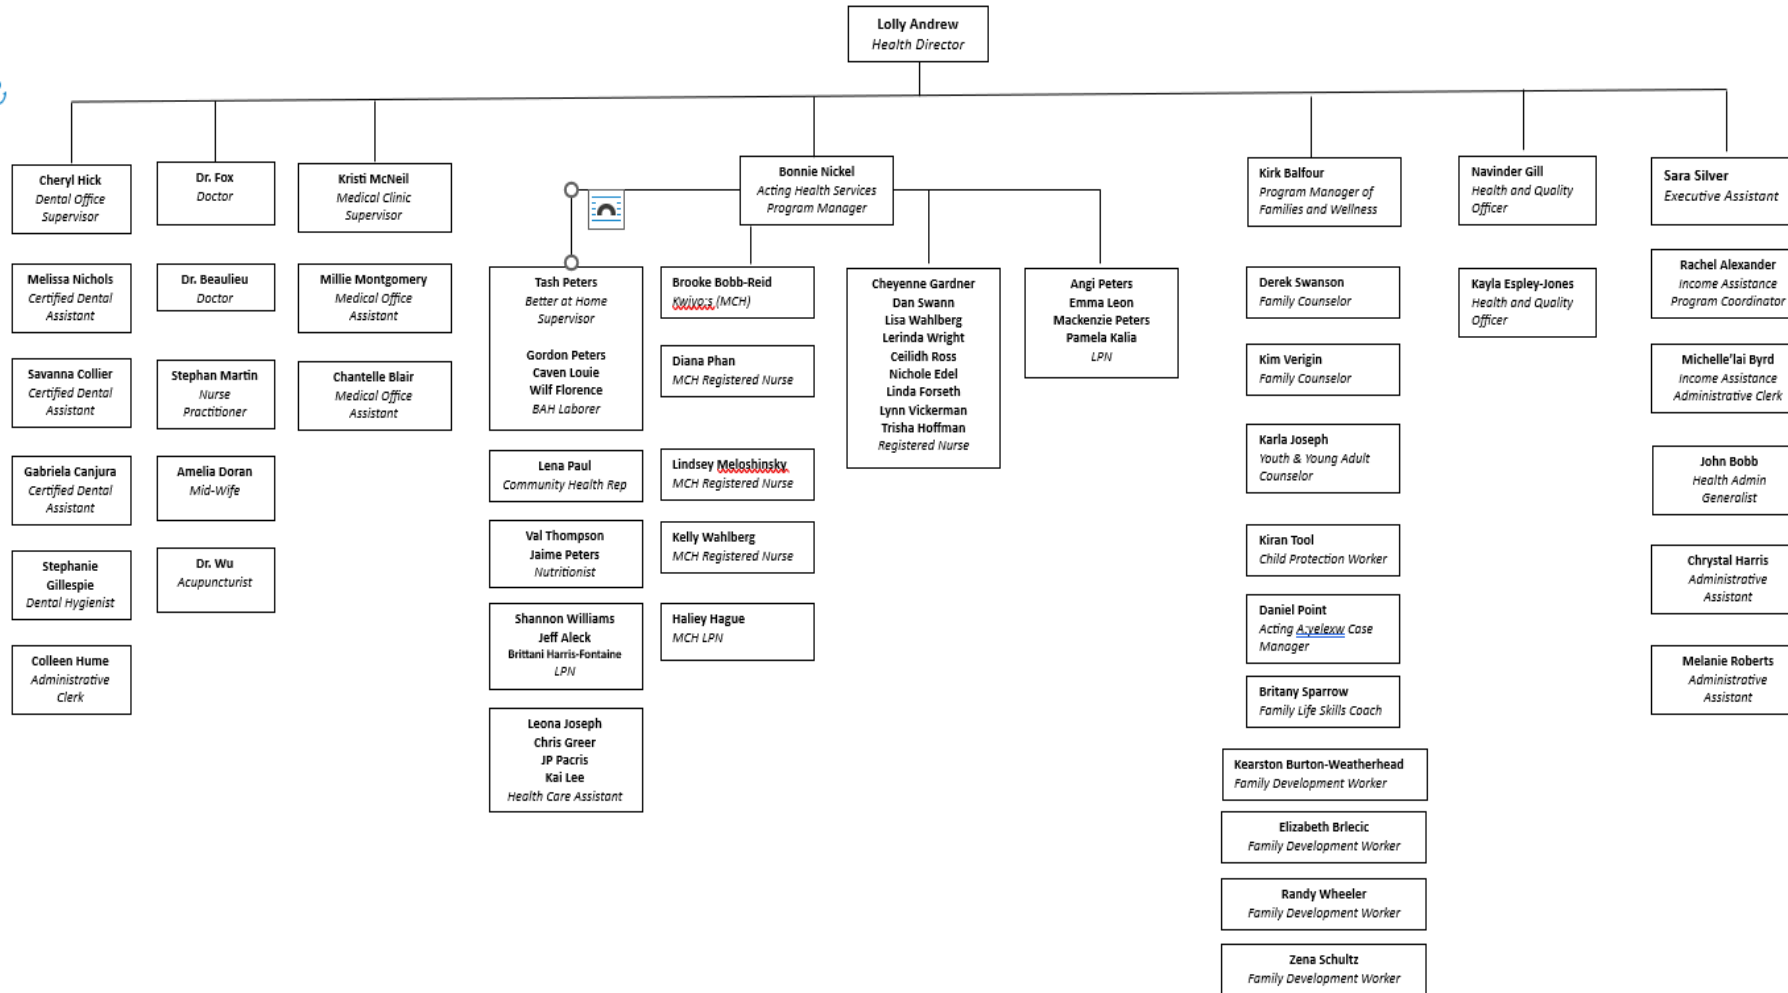 Lolly Andrew
Health Director
Cheryl Hick
Dental Office
Supervisor
Melissa Nichols
Certified Dental
Assistant
Savanna Collier
Certified Dental
Assistant
Gabriela Canjura
Certified Dental
Assistant
Stephanie
Gillespie
Dental Hygienist
Colleen Hume
Administrative
Clerk
Dr. Fox
Doctor
Dr. Beaulieu
Doctor
Stephan Martin
Nurse
Practitioner
Amelia Doran
Mid-Wife
Dr. Wu
Acupuncturist
Kristi McNeil
Medical Clinic
Supervisor
Millie Montgomery
Medical Office
Assistant
Chantelle Blair
Medical Office
Assistant
Bonnie Nickel
Acting Health Services
Program Manager
Tash Peters
Better at Home
Supervisor
Gordon Peters
Caven Louie
Wilf Florence
BAH Laborer
Lena Paul
Community Health Rep
Val Thompson
Jaime Peters
Nutritionist
Shannon Williams
Jeff Aleck
Brittani Harris-Fontaine
LPN
Leona Joseph
Chris Greer
JP Pacris
Kai Lee
Health Care Assistant
Brooke Bobb-Reid
Kwiyo:s (MCH)
Diana Phan
MCH Registered Nurse
Lindsey Meloshinsky
MCH Registered Nurse
Kelly Wahlberg
MCH Registered Nurse
Haliey Hague
MCH LPN
Cheyenne Gardner
Dan Swann
Lisa Wahlberg
Lerinda Wright
Ceilidh Ross
Nichole Edel
Linda Forseth
Lynn Vickerman
Trisha Hoffman
Registered Nurse
Angi Peters
Emma Leon
Mackenzie Peters
Pamela Kalia
LPN
Kirk Balfour
Program Manager of
Families and Wellness
Derek Swanson
Family Counselor
Kim Verigin
Family Counselor
Karla Joseph
Youth & Young Adult
Counselor
Kiran Tool
Child Protection Worker
Daniel Point
Acting A:yelexw Case
Manager
Britany Sparrow
Family Life Skills Coach
Kearston Burton-Weatherhead
Family Development Worker
Elizabeth Brlecic
Family Development Worker
Randy Wheeler
Family Development Worker
Zena Schultz
Family Development Worker
Navinder Gill
Health and Quality
Officer
Kayla Espley-Jones
Health and Quality
Officer
Sara Silver
Executive Assistant
Rachel Alexander
Income Assistance
Program Coordinator
Michelle'lai Byrd
Income Assistance
Administrative Clerk
John Bobb
Health Admin
Generalist
Chrystal Harris
Administrative
Assistant
Melanie Roberts
Administrative
Assistant